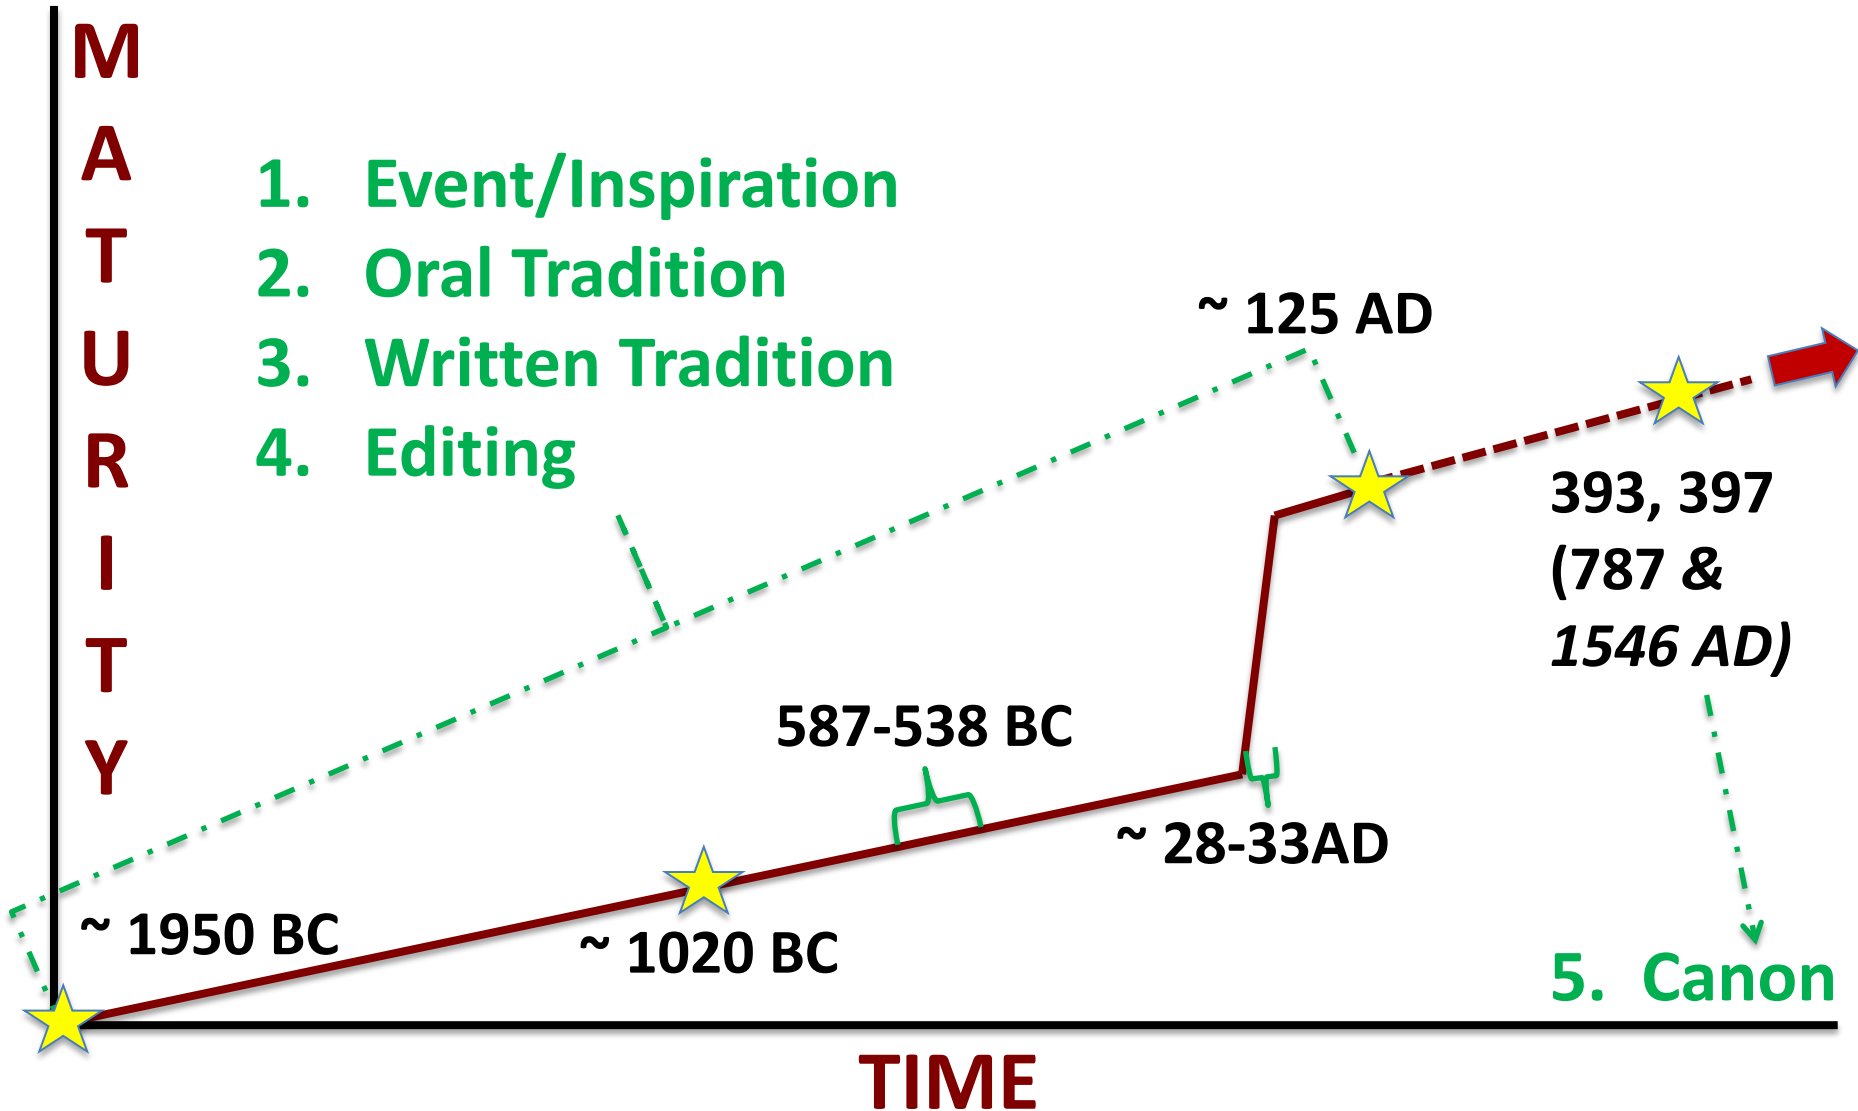 MATURITY
1. Event/Inspiration
2. Oral Tradition
3. Written Tradition
4. Editing
~ 125 AD
393, 397
(787 &
1546 AD)
587-538 BC
~ 28-33AD
~ 1950 BC
~ 1020 BC
5. Canon
TIME